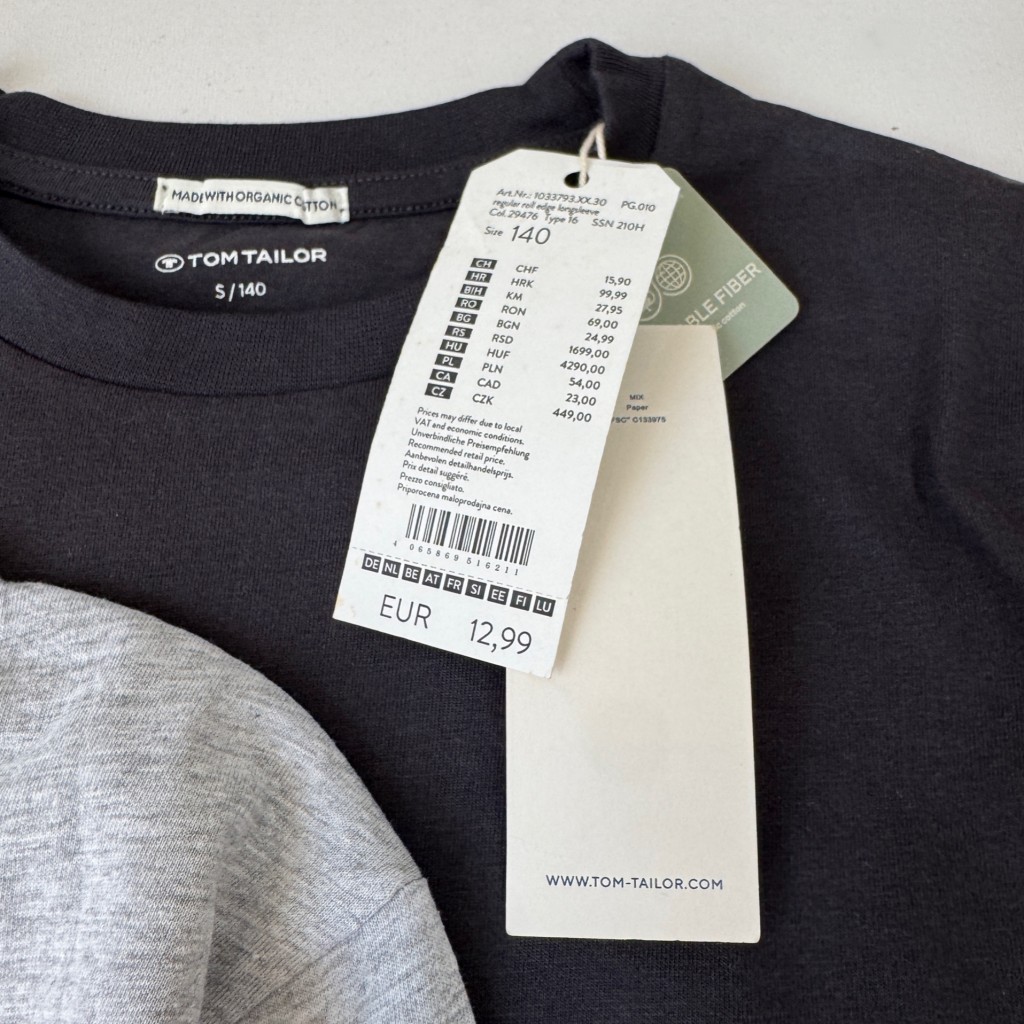 MADE WITH ORGANIC COTTON
TOM TAILOR
S / 140
Art.Nr.: 1033793.XX.30 PG.010
regular roll edge longsleeve
Col.29476 Type 16 SSN 210H
Size 140
CH CHF 15,90
HR HRK 99,99
BIH KM 27,95
RO RON 69,00
BG BGN 24,99
RS RSD 1699,00
HU HUF 4290,00
PL PLN 54,00
CA CAD 23,00
CZ CZK 449,00
Prices may differ due to local
VAT and economic conditions.
Unverbindliche Preisempfehlung
Recommended retail price.
Aanbevolen detailhandelsprijs.
Prix detail suggéré.
Prezzo consigliato.
Priporocena maloprodajna cena.
4 065869 516211
DE NL BE AT FR SI EE FI LU
EUR 12,99
BLE FIBER
cotton
MIX
Paper
FSC® C133975
WWW.TOM-TAILOR.COM